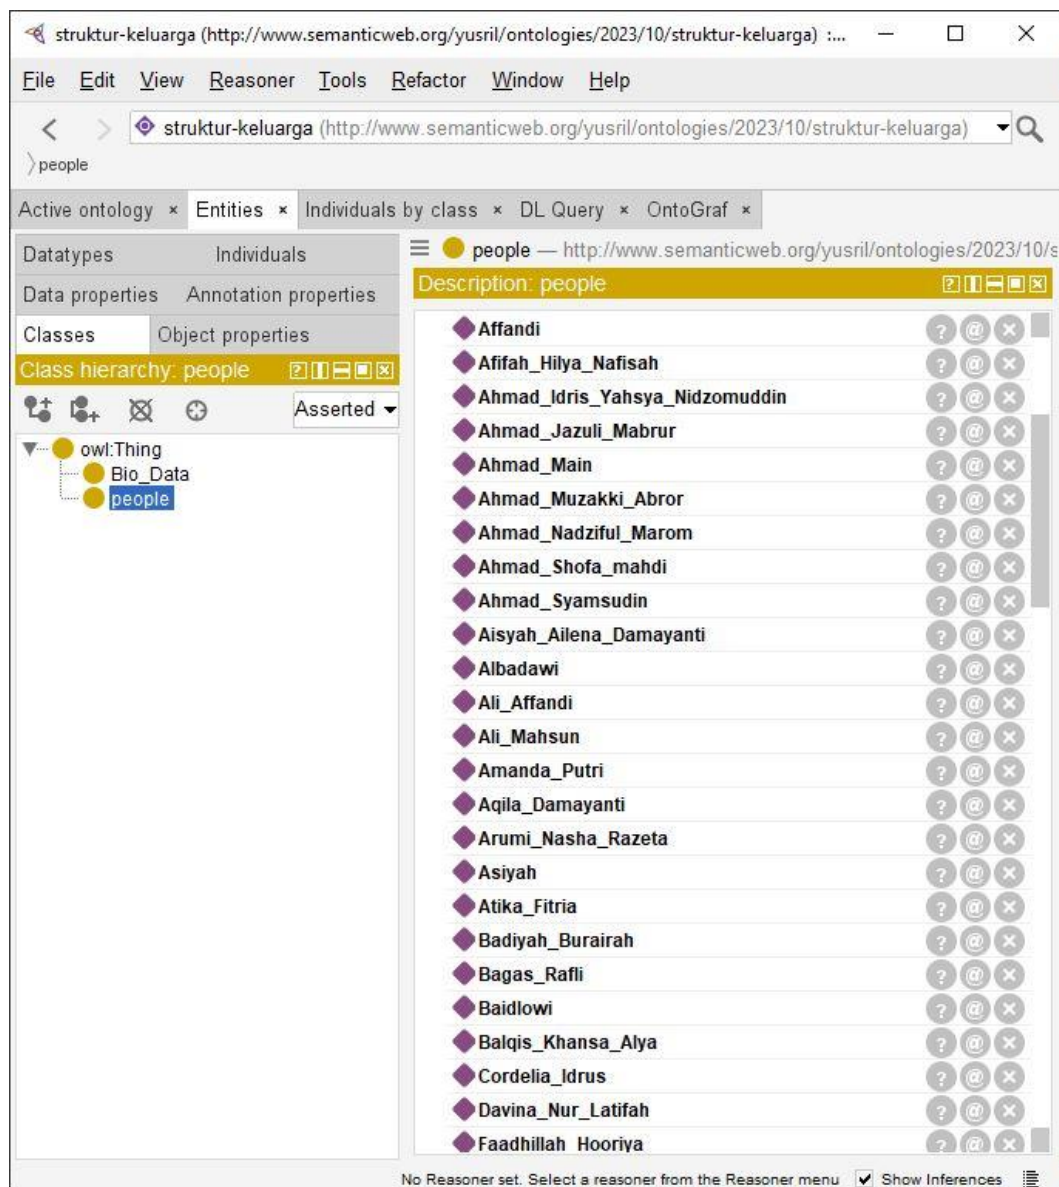 struktur-keluarga (http://www.semanticweb.org/yusril/ontologies/2023/10/struktur-keluarga) :...
File Edit View Reasoner Tools Refactor Window Help
struktur-keluarga (http://www.semanticweb.org/yusril/ontologies/2023/10/struktur-keluarga)
people
Active ontology × Entities × Individuals by class × DL Query × OntoGraf ×
Datatypes Individuals
Data properties Annotation properties
Classes Object properties
Class hierarchy: people
Asserted
owl:Thing
Bio_Data
people
people — http://www.semanticweb.org/yusril/ontologies/2023/10/s
Description: people
Affandi
Afifah_Hilya_Nafisah
Ahmad_Idris_Yahsya_Nidzomuddin
Ahmad_Jazuli_Mabrur
Ahmad_Main
Ahmad_Muzakki_Abror
Ahmad_Nadziful_Marom
Ahmad_Shofa_mahdi
Ahmad_Syamsudin
Aisyah_Ailena_Damayanti
Albadawi
Ali_Affandi
Ali_Mahsun
Amanda_Putri
Aqila_Damayanti
Arumi_Nasha_Razeta
Asiyah
Atika_Fitria
Badiyah_Burairah
Bagas_Rafli
Baidlowi
Balqis_Khansa_Alya
Cordelia_Idrus
Davina_Nur_Latifah
Faadhillah_Hooriya
No Reasoner set. Select a reasoner from the Reasoner menu Show Inferences